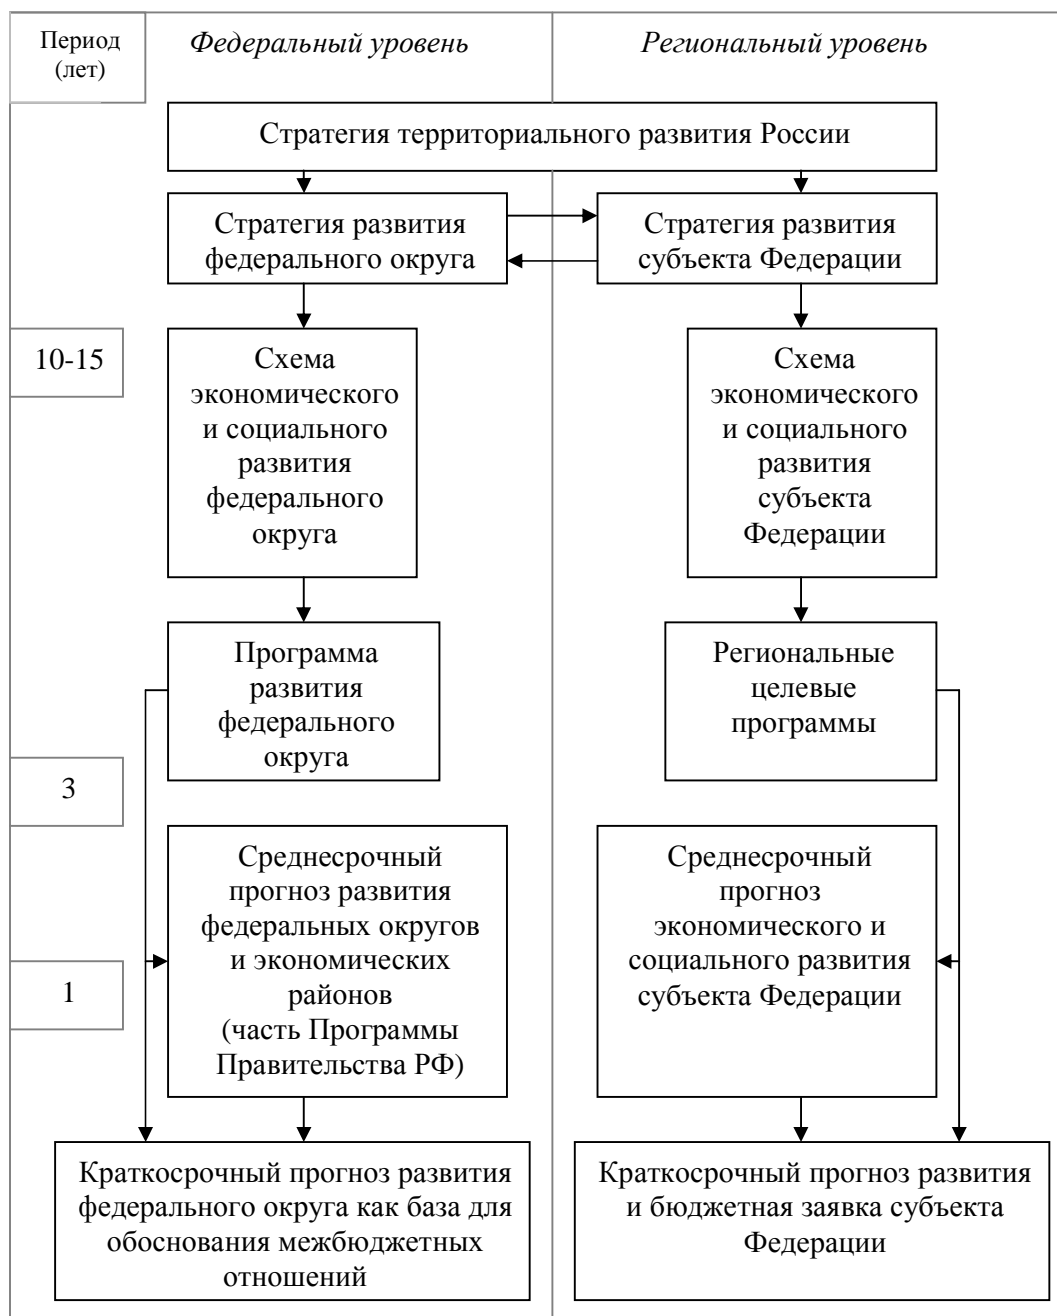 Период
(лет)
Федеральный уровень
Региональный уровень
Стратегия территориального развития России
Стратегия развития
федерального округа
Стратегия развития
субъекта Федерации
10-15
Схема
экономического
и социального
развития
федерального
округа
Схема
экономического
и социального
развития
субъекта
Федерации
Программа
развития
федерального
округа
Региональные
целевые
программы
3
Среднесрочный
прогноз развития
федеральных округов
и экономических
районов
(часть Программы
Правительства РФ)
Среднесрочный
прогноз
экономического и
социального развития
субъекта Федерации
1
Краткосрочный прогноз развития
федерального округа как база для
обоснования межбюджетных
отношений
Краткосрочный прогноз развития
и бюджетная заявка субъекта
Федерации